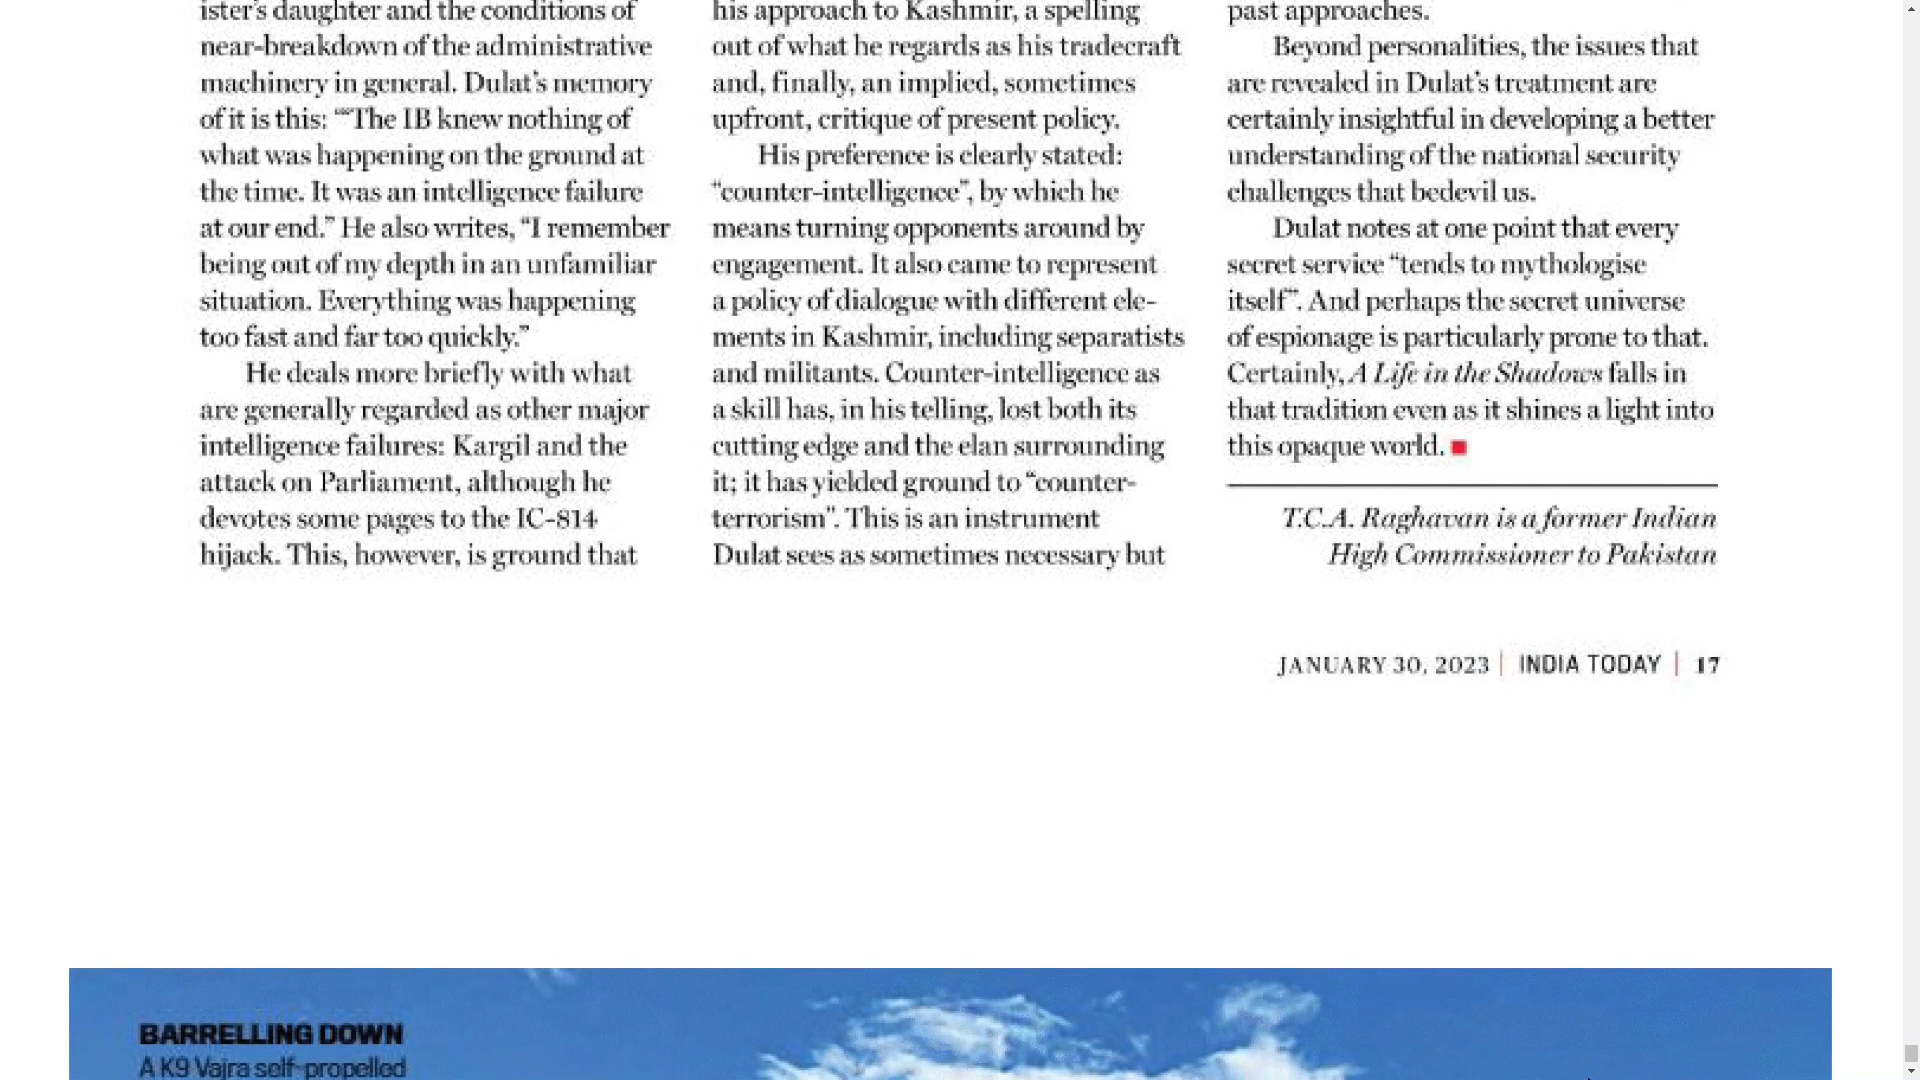 ister's daughter and the conditions of
near-breakdown of the administrative
machinery in general. Dulat's memory
of it is this: "“The IB knew nothing of
what was happening on the ground at
the time. It was an intelligence failure
at our end.” He also writes, “I remember
being out of my depth in an unfamiliar
situation. Everything was happening
too fast and far too quickly.”
He deals more briefly with what
are generally regarded as other major
intelligence failures: Kargil and the
attack on Parliament, although he
devotes some pages to the IC-814
hijack. This, however, is ground that
his approach to Kashmir, a spelling
out of what he regards as his tradecraft
and, finally, an implied, sometimes
upfront, critique of present policy.
His preference is clearly stated:
“counter-intelligence”, by which he
means turning opponents around by
engagement. It also came to represent
a policy of dialogue with different ele-
ments in Kashmir, including separatists
and militants. Counter-intelligence as
a skill has, in his telling, lost both its
cutting edge and the elan surrounding
it; it has yielded ground to “counter-
terrorism”. This is an instrument
Dulat sees as sometimes necessary but
past approaches.
Beyond personalities, the issues that
are revealed in Dulat's treatment are
certainly insightful in developing a better
understanding of the national security
challenges that bedevil us.
Dulat notes at one point that every
secret service “tends to mythologise
itself”. And perhaps the secret universe
of espionage is particularly prone to that.
Certainly, A Life in the Shadows falls in
that tradition even as it shines a light into
this opaque world.
T.C.A. Raghavan is a former Indian
High Commissioner to Pakistan
JANUARY 30, 2023 | INDIA TODAY | 17
BARRELLING DOWN
A K9 Vajra self-propelled